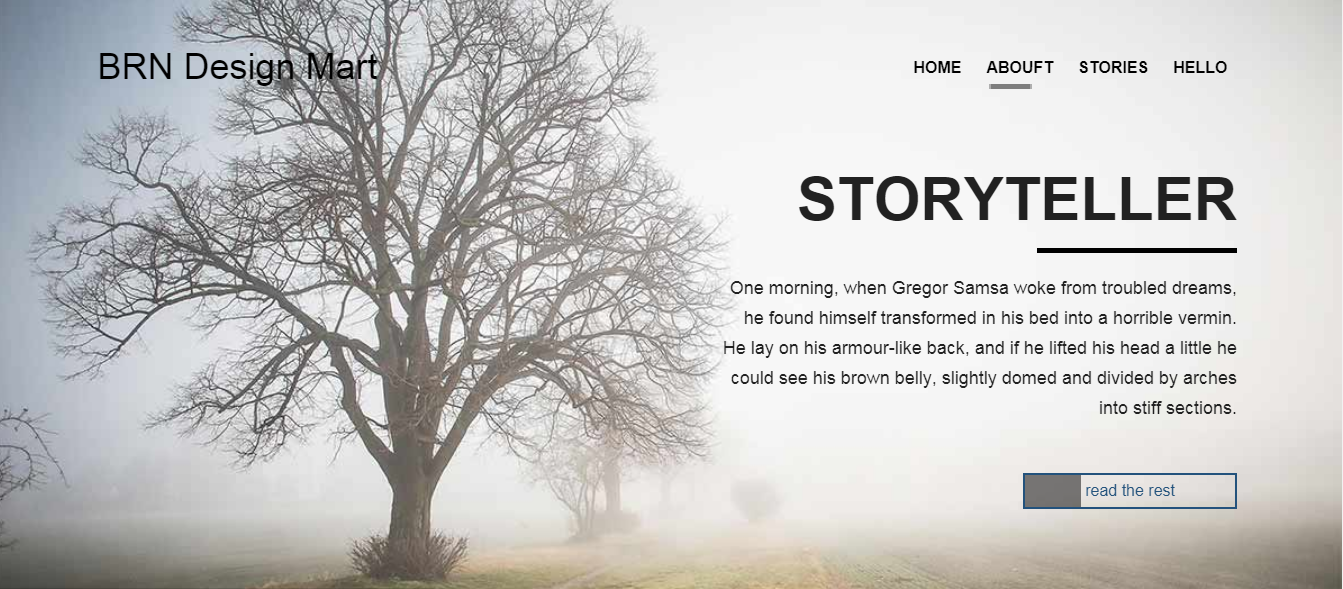 BRN Design Mart
HOME ABOUFT STORIES HELLO
STORYTELLER
One morning, when Gregor Samsa woke from troubled dreams,
he found himself transformed in his bed into a horrible vermin.
He lay on his armour-like back, and if he lifted his head a little he
could see his brown belly, slightly domed and divided by arches
into stiff sections.
read the rest